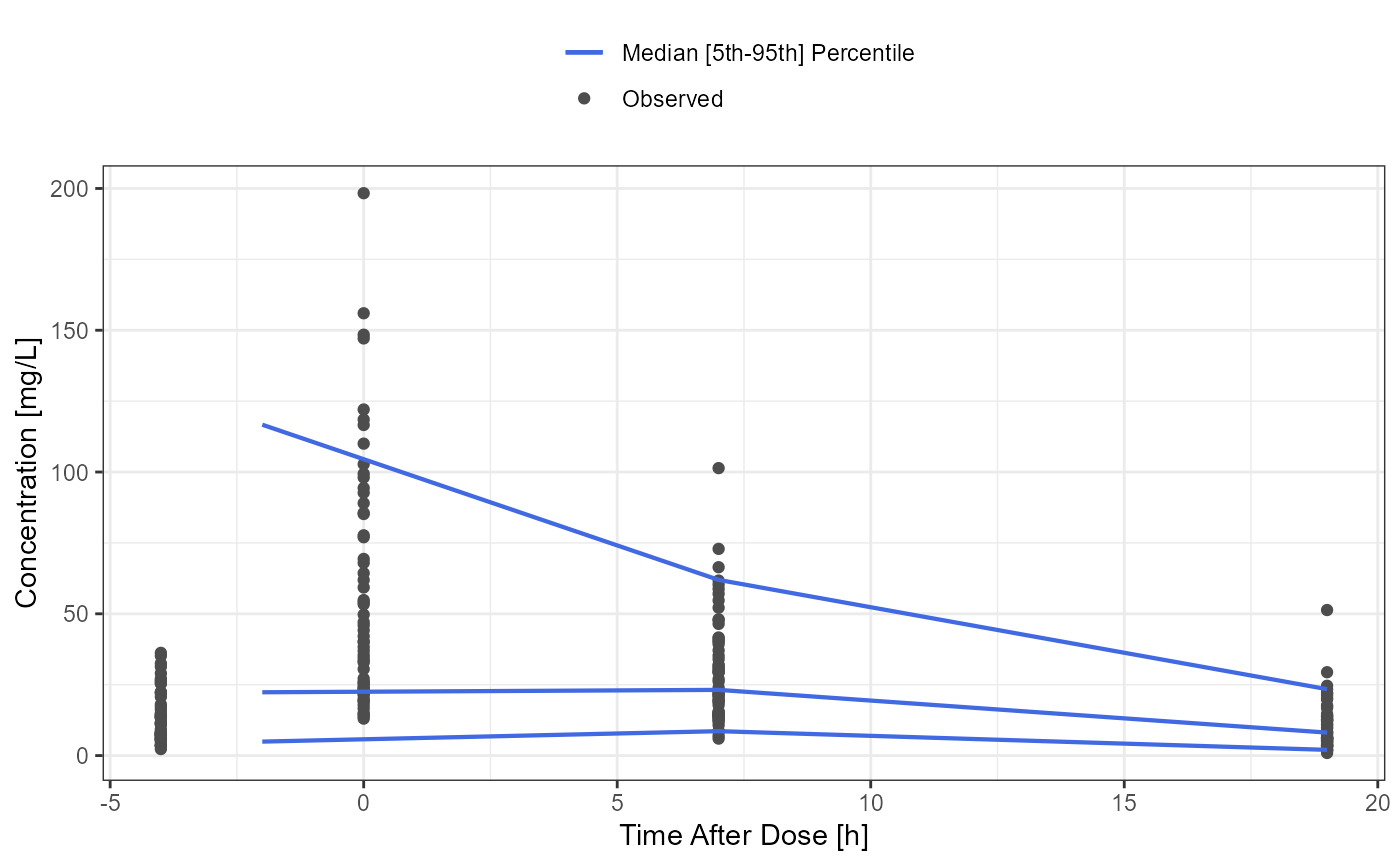 Median [5th-95th] Percentile
Observed
Concentration [mg/L]
200
150
100
50
0
-5 0 5 10 15 20
Time After Dose [h]